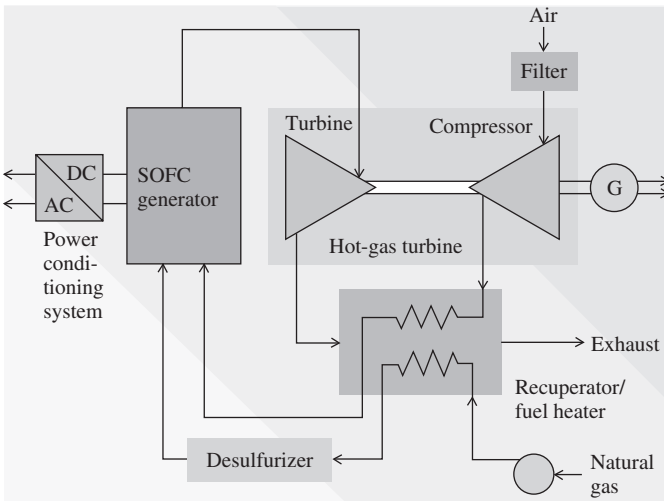 Air
Filter
Turbine
Compressor
DC
AC
SOFC
generator
G
Power
condi-
tioning
system
Hot-gas turbine
Exhaust
Recuperator/
fuel heater
Desulfurizer
Natural
gas